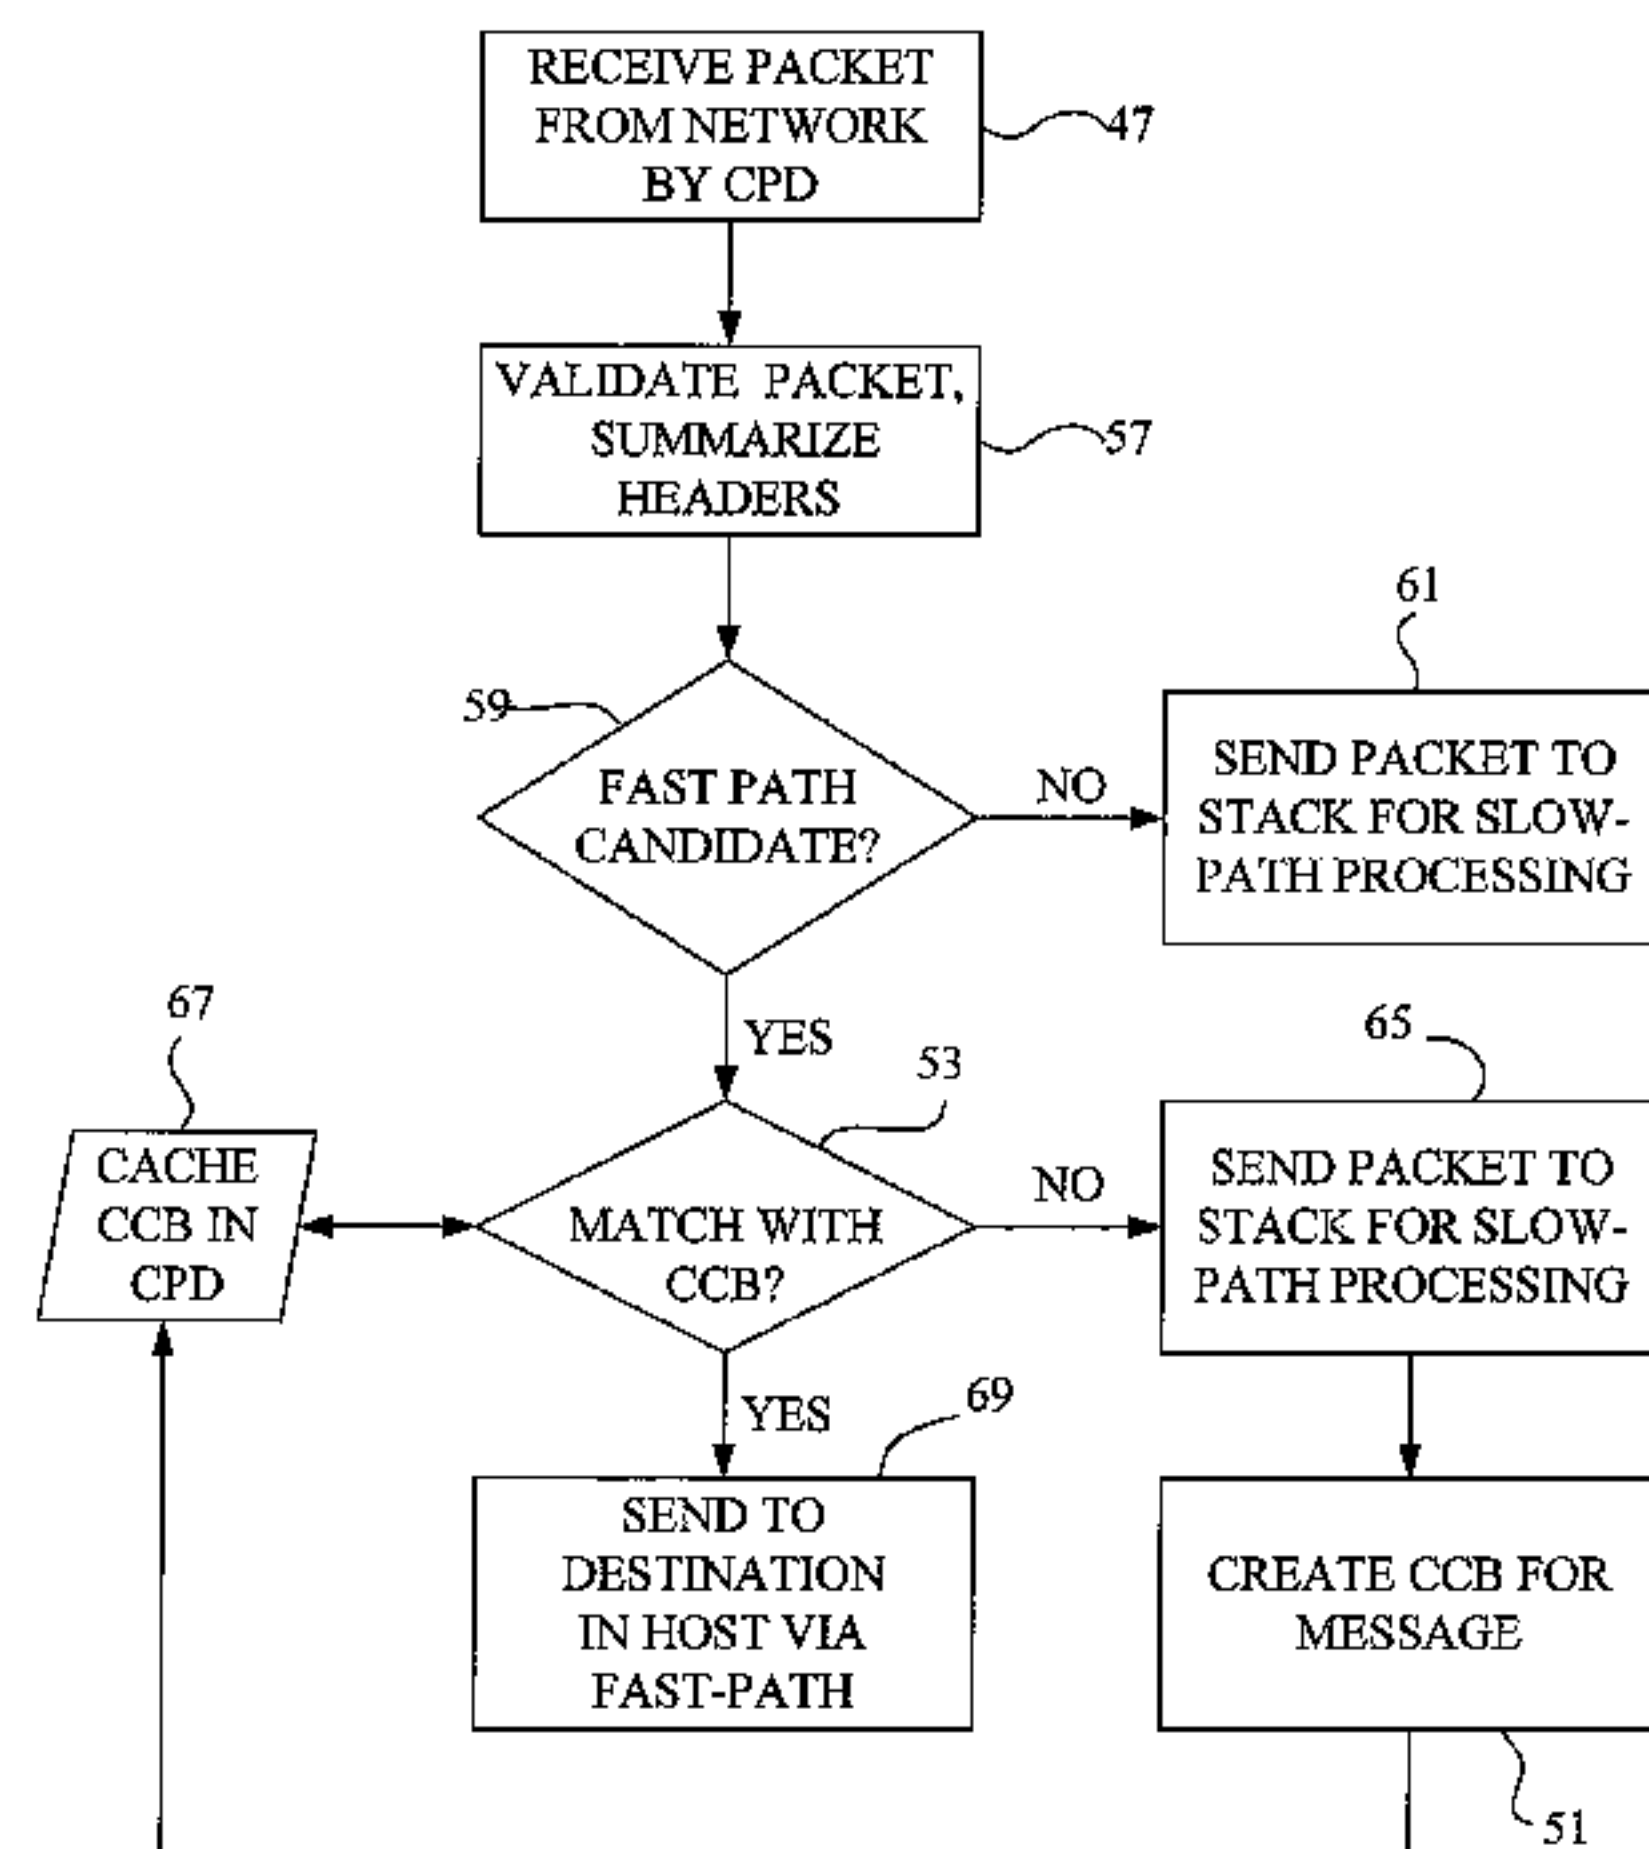 RECEIVE PACKET
FROM NETWORK
BY CPD
47
VALIDATE PACKET,
SUMMARIZE
HEADERS
57
61
59
FAST PATH
CANDIDATE?
NO
SEND PACKET TO
STACK FOR SLOW-
PATH PROCESSING
67
YES
53
65
CACHE
CCB IN
CPD
MATCH WITH
CCB?
NO
SEND PACKET TO
STACK FOR SLOW-
PATH PROCESSING
YES
69
SEND TO
DESTINATION
IN HOST VIA
FAST-PATH
CREATE CCB FOR
MESSAGE
51